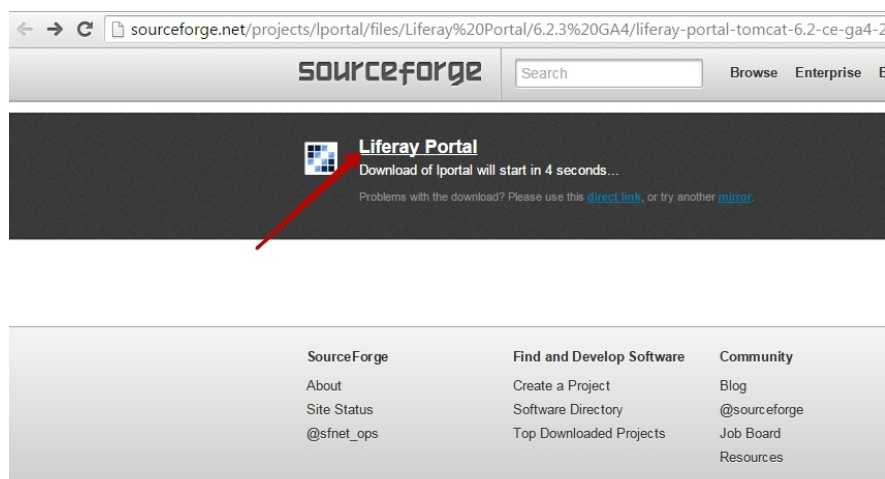 sourceforge.net/projects/lportal/files/Liferay%20Portal/6.2.3%20GA4/liferay-portal-tomcat-6.2-ce-ga4-2
sourceforge Search Browse Enterprise
Liferay Portal
Download of lportal will start in 4 seconds...
Problems with the download? Please use this direct link, or try another mirror.
SourceForge Find and Develop Software Community
About Create a Project Blog
Site Status Software Directory @sourceforge
@sfnet_ops Top Downloaded Projects Job Board
Resources